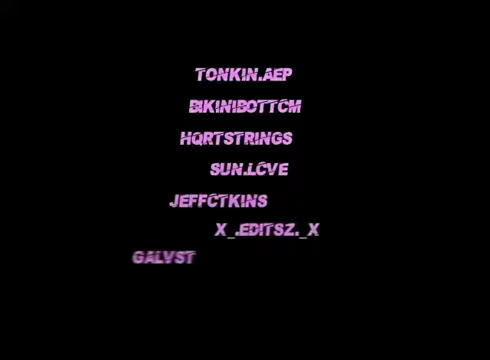 TONKIN.AEP
BIKINIBOTTCM
HQRTSTRINGS
SUN.LCVE
JEFFCTKINS
X_.EDITSZ._X
GALVST